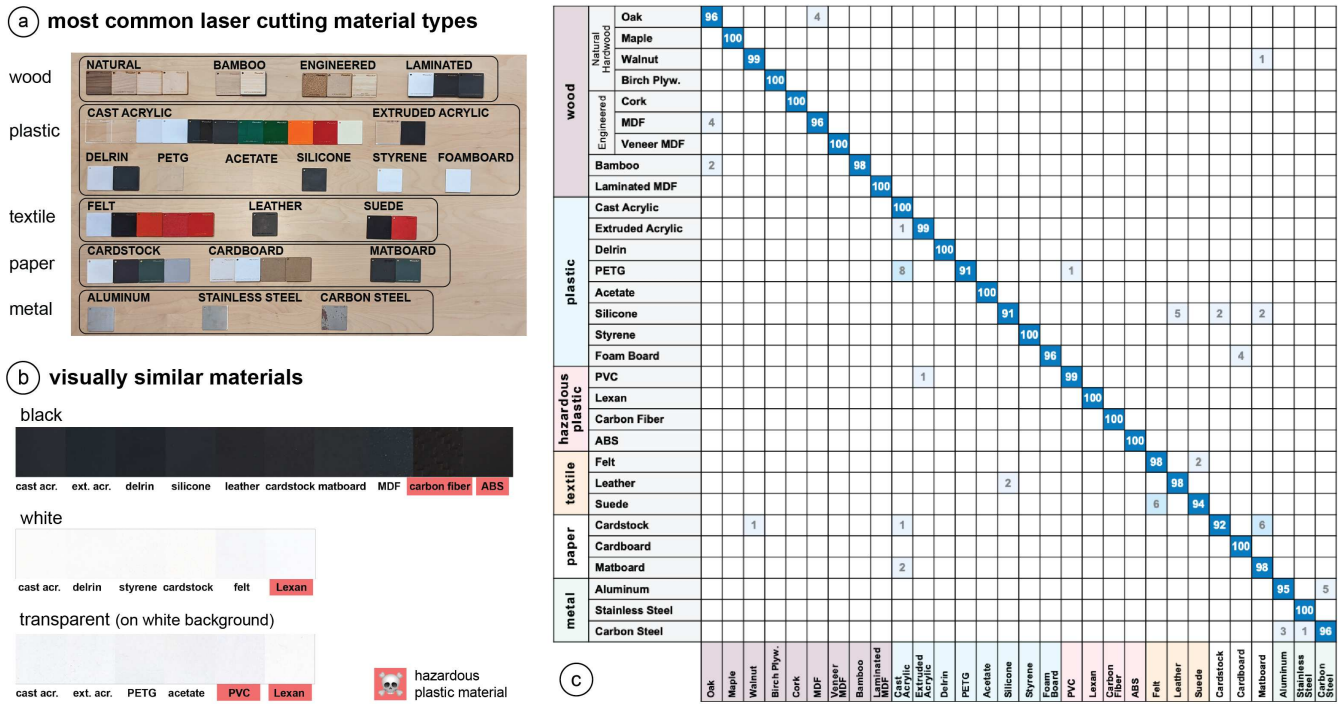 a most common laser cutting material types
wood
NATURAL BAMBOO ENGINEERED LAMINATED
plastic
CAST ACRYLIC EXTRUDED ACRYLIC
DELRIN PETG ACETATE SILICONE STYRENE FOAMBOARD
textile
FELT LEATHER SUEDE
paper
CARDSTOCK CARDBOARD MATBOARD
metal
ALUMINUM STAINLESS STEEL CARBON STEEL
b visually similar materials
black
cast acr. ext. acr. delrin silicone leather cardstock matboard MDF carbon fiber ABS
white
cast acr. delrin styrene cardstock felt Lexan
transparent (on white background)
cast acr. ext. acr. PETG acetate PVC Lexan
hazardous
plastic material
c
wood
Natural
Hardwood
Engineered
Oak 96 4
Maple 100
Walnut 99 1
Birch Plyw. 100
Cork 100
MDF 4 96
Veneer MDF 100
Bamboo 2 98
Laminated MDF 100
plastic
Cast Acrylic 100
Extruded Acrylic 1 99
Delrin 100
PETG 8 91 1
Acetate 100
Silicone 91 5 2 2
Styrene 100
Foam Board 96 4
hazardous
plastic
PVC 1 99
Lexan 100
Carbon Fiber 100
ABS 100
textile
Felt 98 2
Leather 2 98
Suede 6 94
paper
Cardstock 1 1 92 6
Cardboard 100
Matboard 2 98
metal
Aluminum 95 5
Stainless Steel 100
Carbon Steel 3 1 96
Oak
Maple
Walnut
Birch Plyw.
Cork
MDF
Veneer
MDF
Bamboo
Laminated
MDF
Cast
Acrylic
Extruded
Acrylic
Delrin
PETG
Acetate
Silicone
Styrene
Foam
Board
PVC
Lexan
Carbon
Fiber
ABS
Felt
Leather
Suede
Cardstock
Cardboard
Matboard
Aluminum
Stainless
Steel
Carbon
Steel